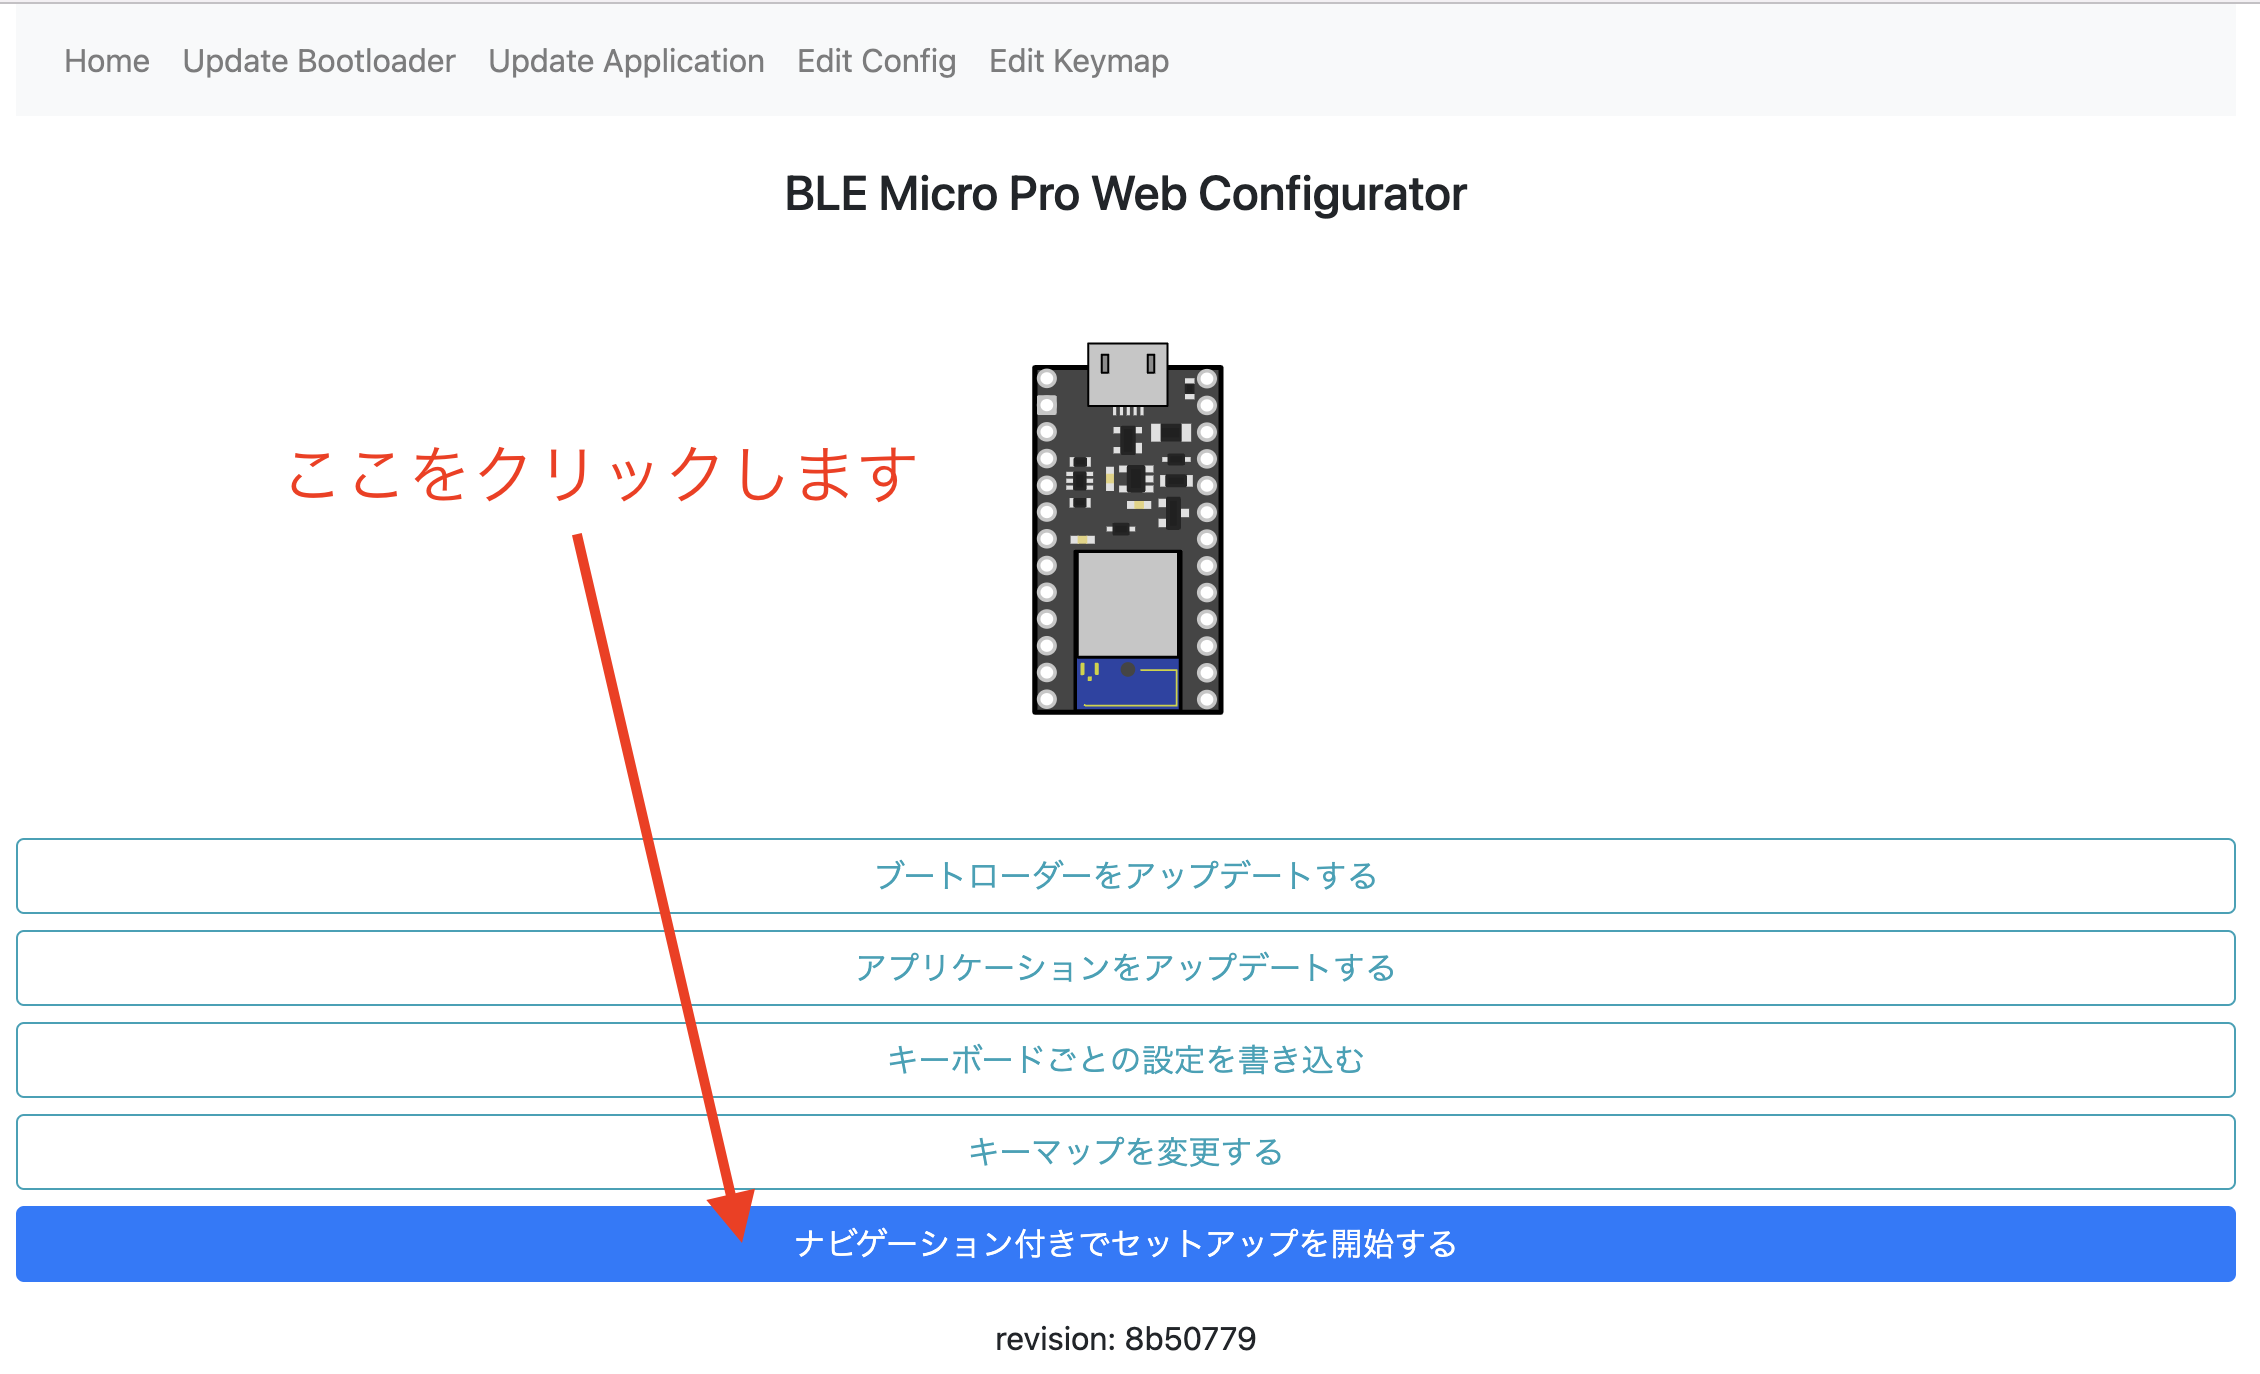 Home Update Bootloader Update Application Edit Config Edit Keymap
BLE Micro Pro Web Configurator
ここをクリックします
ブートローダーをアップデートする
アプリケーションをアップデートする
キーボードごとの設定を書き込む
キーマップを変更する
ナビゲーション付きでセットアップを開始する
revision: 8b50779